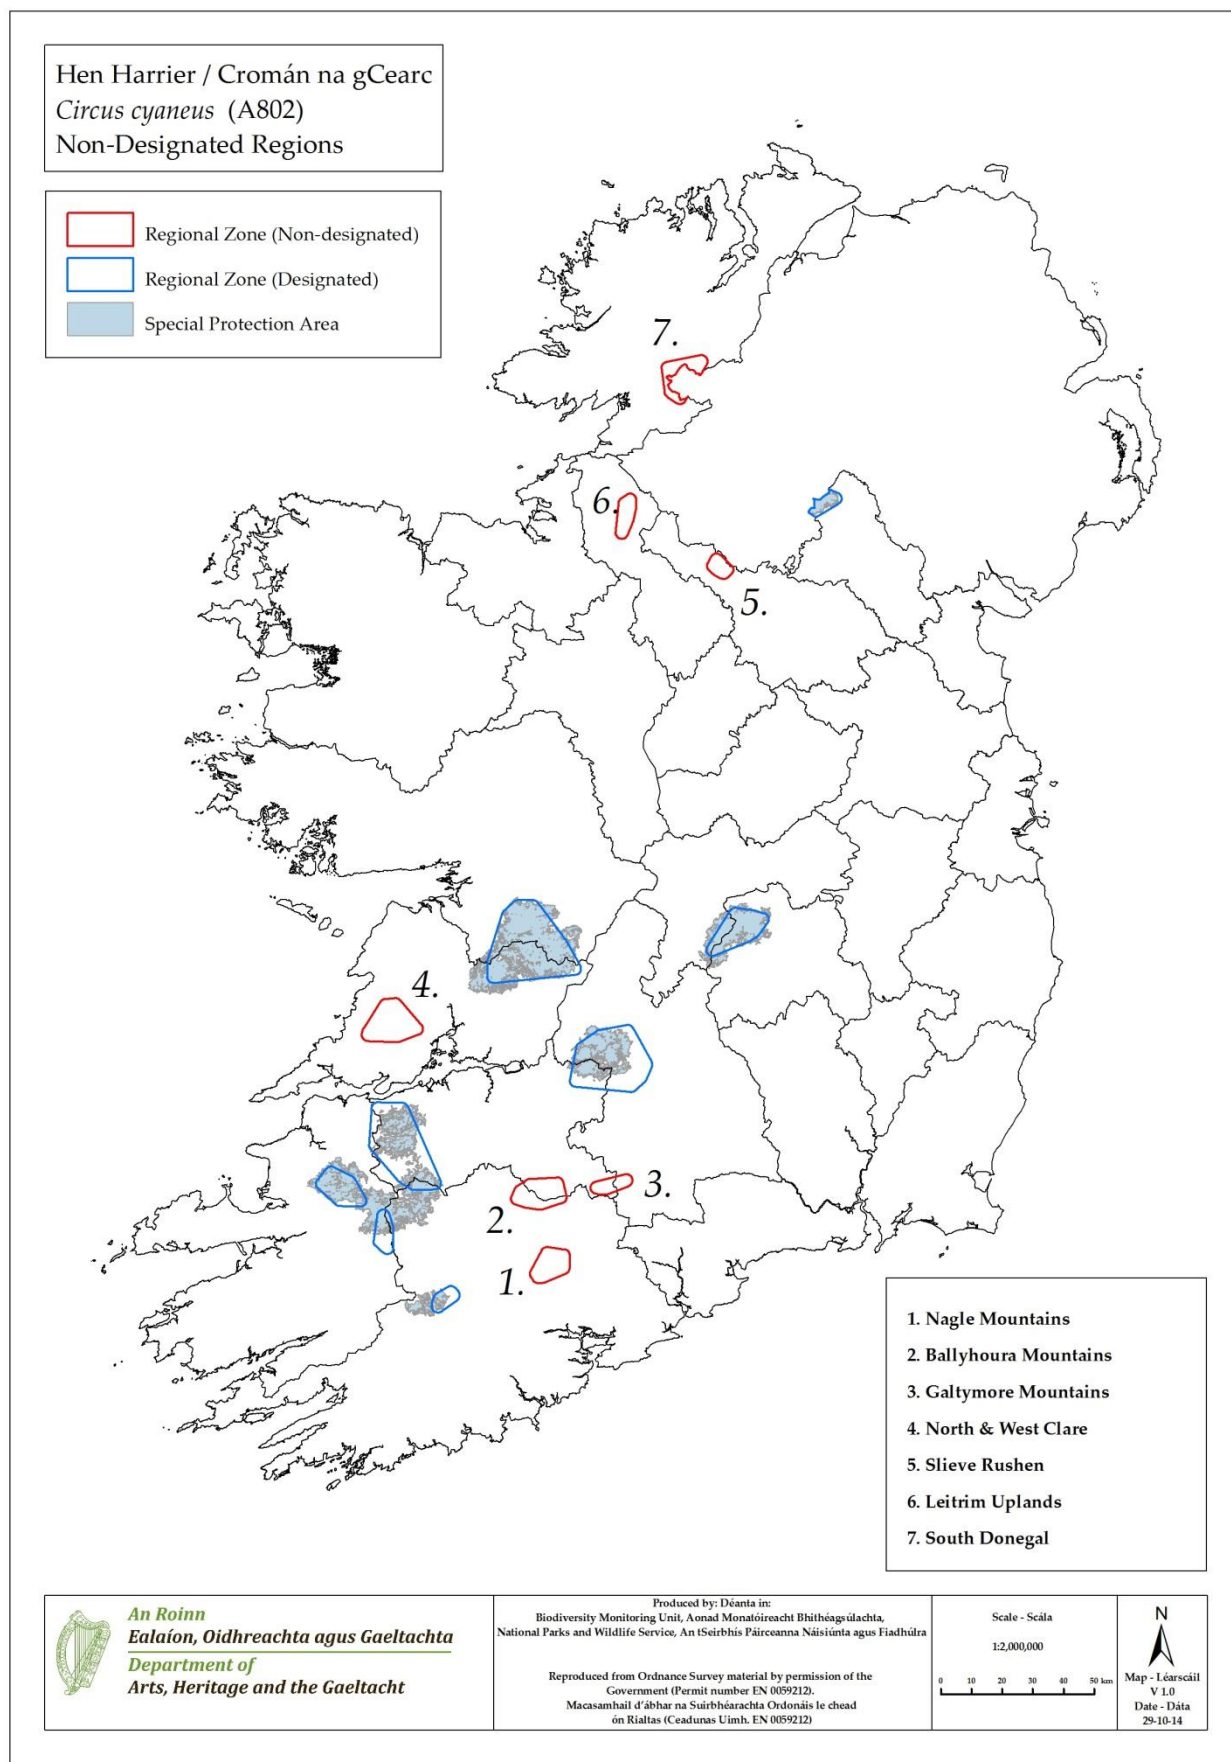 Hen Harrier / Cromán na gCearc
Circus cyaneus (A802)
Non-Designated Regions
Regional Zone (Non-designated)
Regional Zone (Designated)
Special Protection Area
7.
6.
5.
4.
3.
2.
1.
1. Nagle Mountains
2. Ballyhoura Mountains
3. Galtymore Mountains
4. North & West Clare
5. Slieve Rushen
6. Leitrim Uplands
7. South Donegal
An Roinn
Ealaíon, Oidhreachta agus Gaeltachta
Department of
Arts, Heritage and the Gaeltacht
Produced by: Déanta in:
Biodiversity Monitoring Unit, Aonad Monatóireacht Bhithéagsúlachta,
National Parks and Wildlife Service, An tSeirbhís Páirceanna Náisiúnta agus Fiadhúlra
Reproduced from Ordnance Survey material by permission of the
Government (Permit number EN 0059212).
Macasamhail d'ábhar na Suirbhéarachta Ordonáis le chead
ón Rialtas (Ceadunas Uimh. EN 0059212)
Scale - Scála
1:2,000,000
0 10 20 30 40 50 km
N
Map - Léarscáil
V 1.0
Date - Dáta
29-10-14